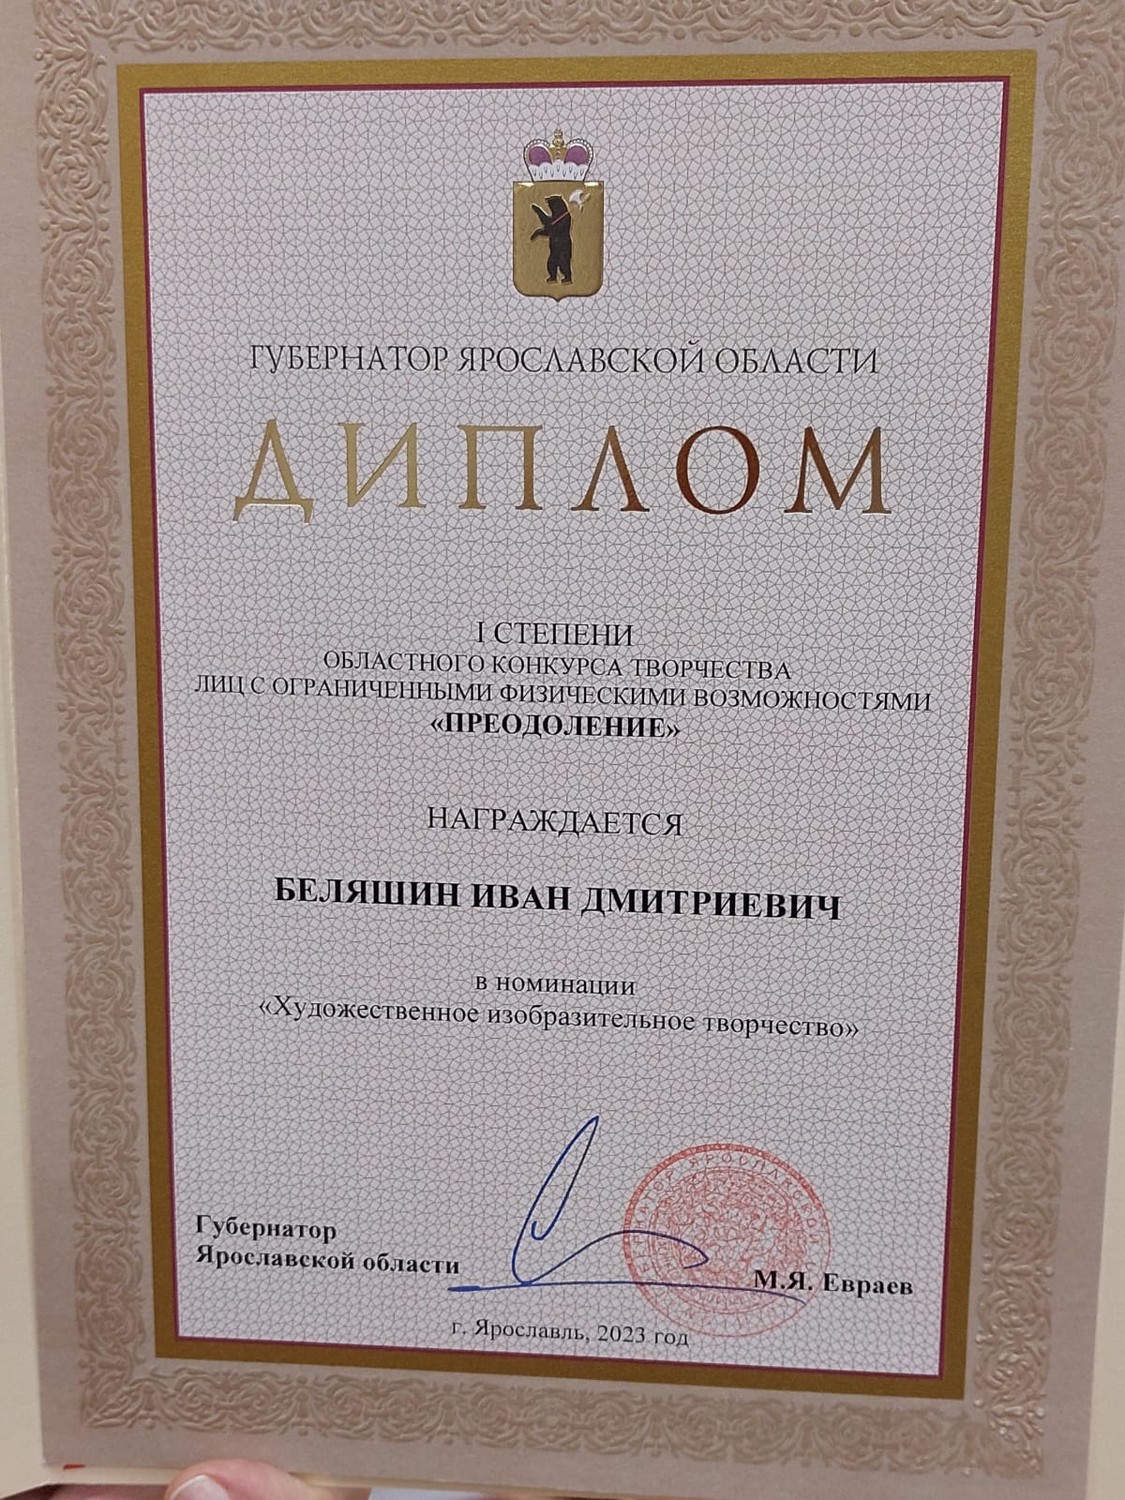 ГУБЕРНАТОР ЯРОСЛАВСКОЙ ОБЛАСТИ
ДИПЛОМ
I СТЕПЕНИ
ОБЛАСТНОГО КОНКУРСА ТВОРЧЕСТВА
ЛИЦ С ОГРАНИЧЕННЫМИ ФИЗИЧЕСКИМИ ВОЗМОЖНОСТЯМИ
«ПРЕОДОЛЕНИЕ»
НАГРАЖДАЕТСЯ
БЕЛЯШИН ИВАН ДМИТРИЕВИЧ
в номинации
«Художественное изобразительное творчество»
Губернатор
Ярославской области
М.Я. Евраев
г. Ярославль, 2023 год